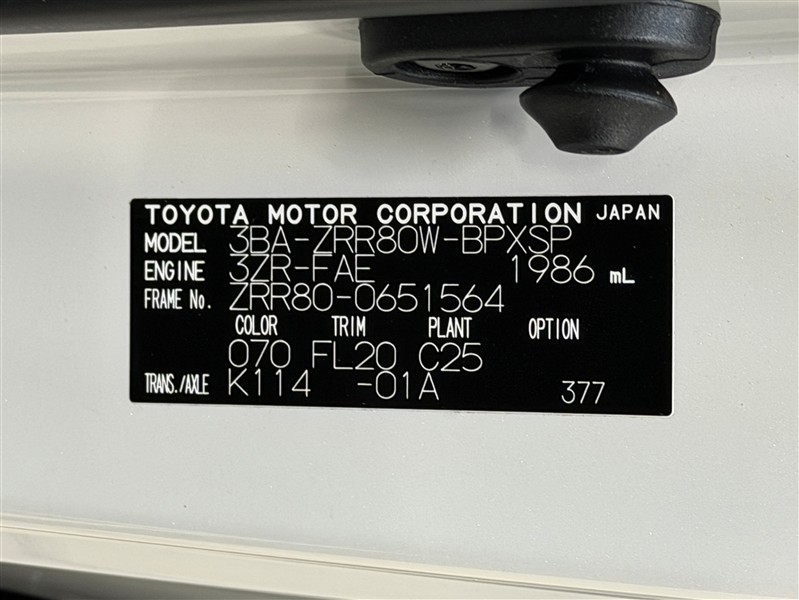 TOYOTA MOTOR CORPORATION JAPAN
MODEL 3BA-ZRR80W-BPXSP
ENGINE 3ZR-FAE 1986 mL
FRAME No. ZRR80-0651564
COLOR TRIM PLANT OPTION
070 FL20 C25
TRANS./AXLE K114 -01A 377